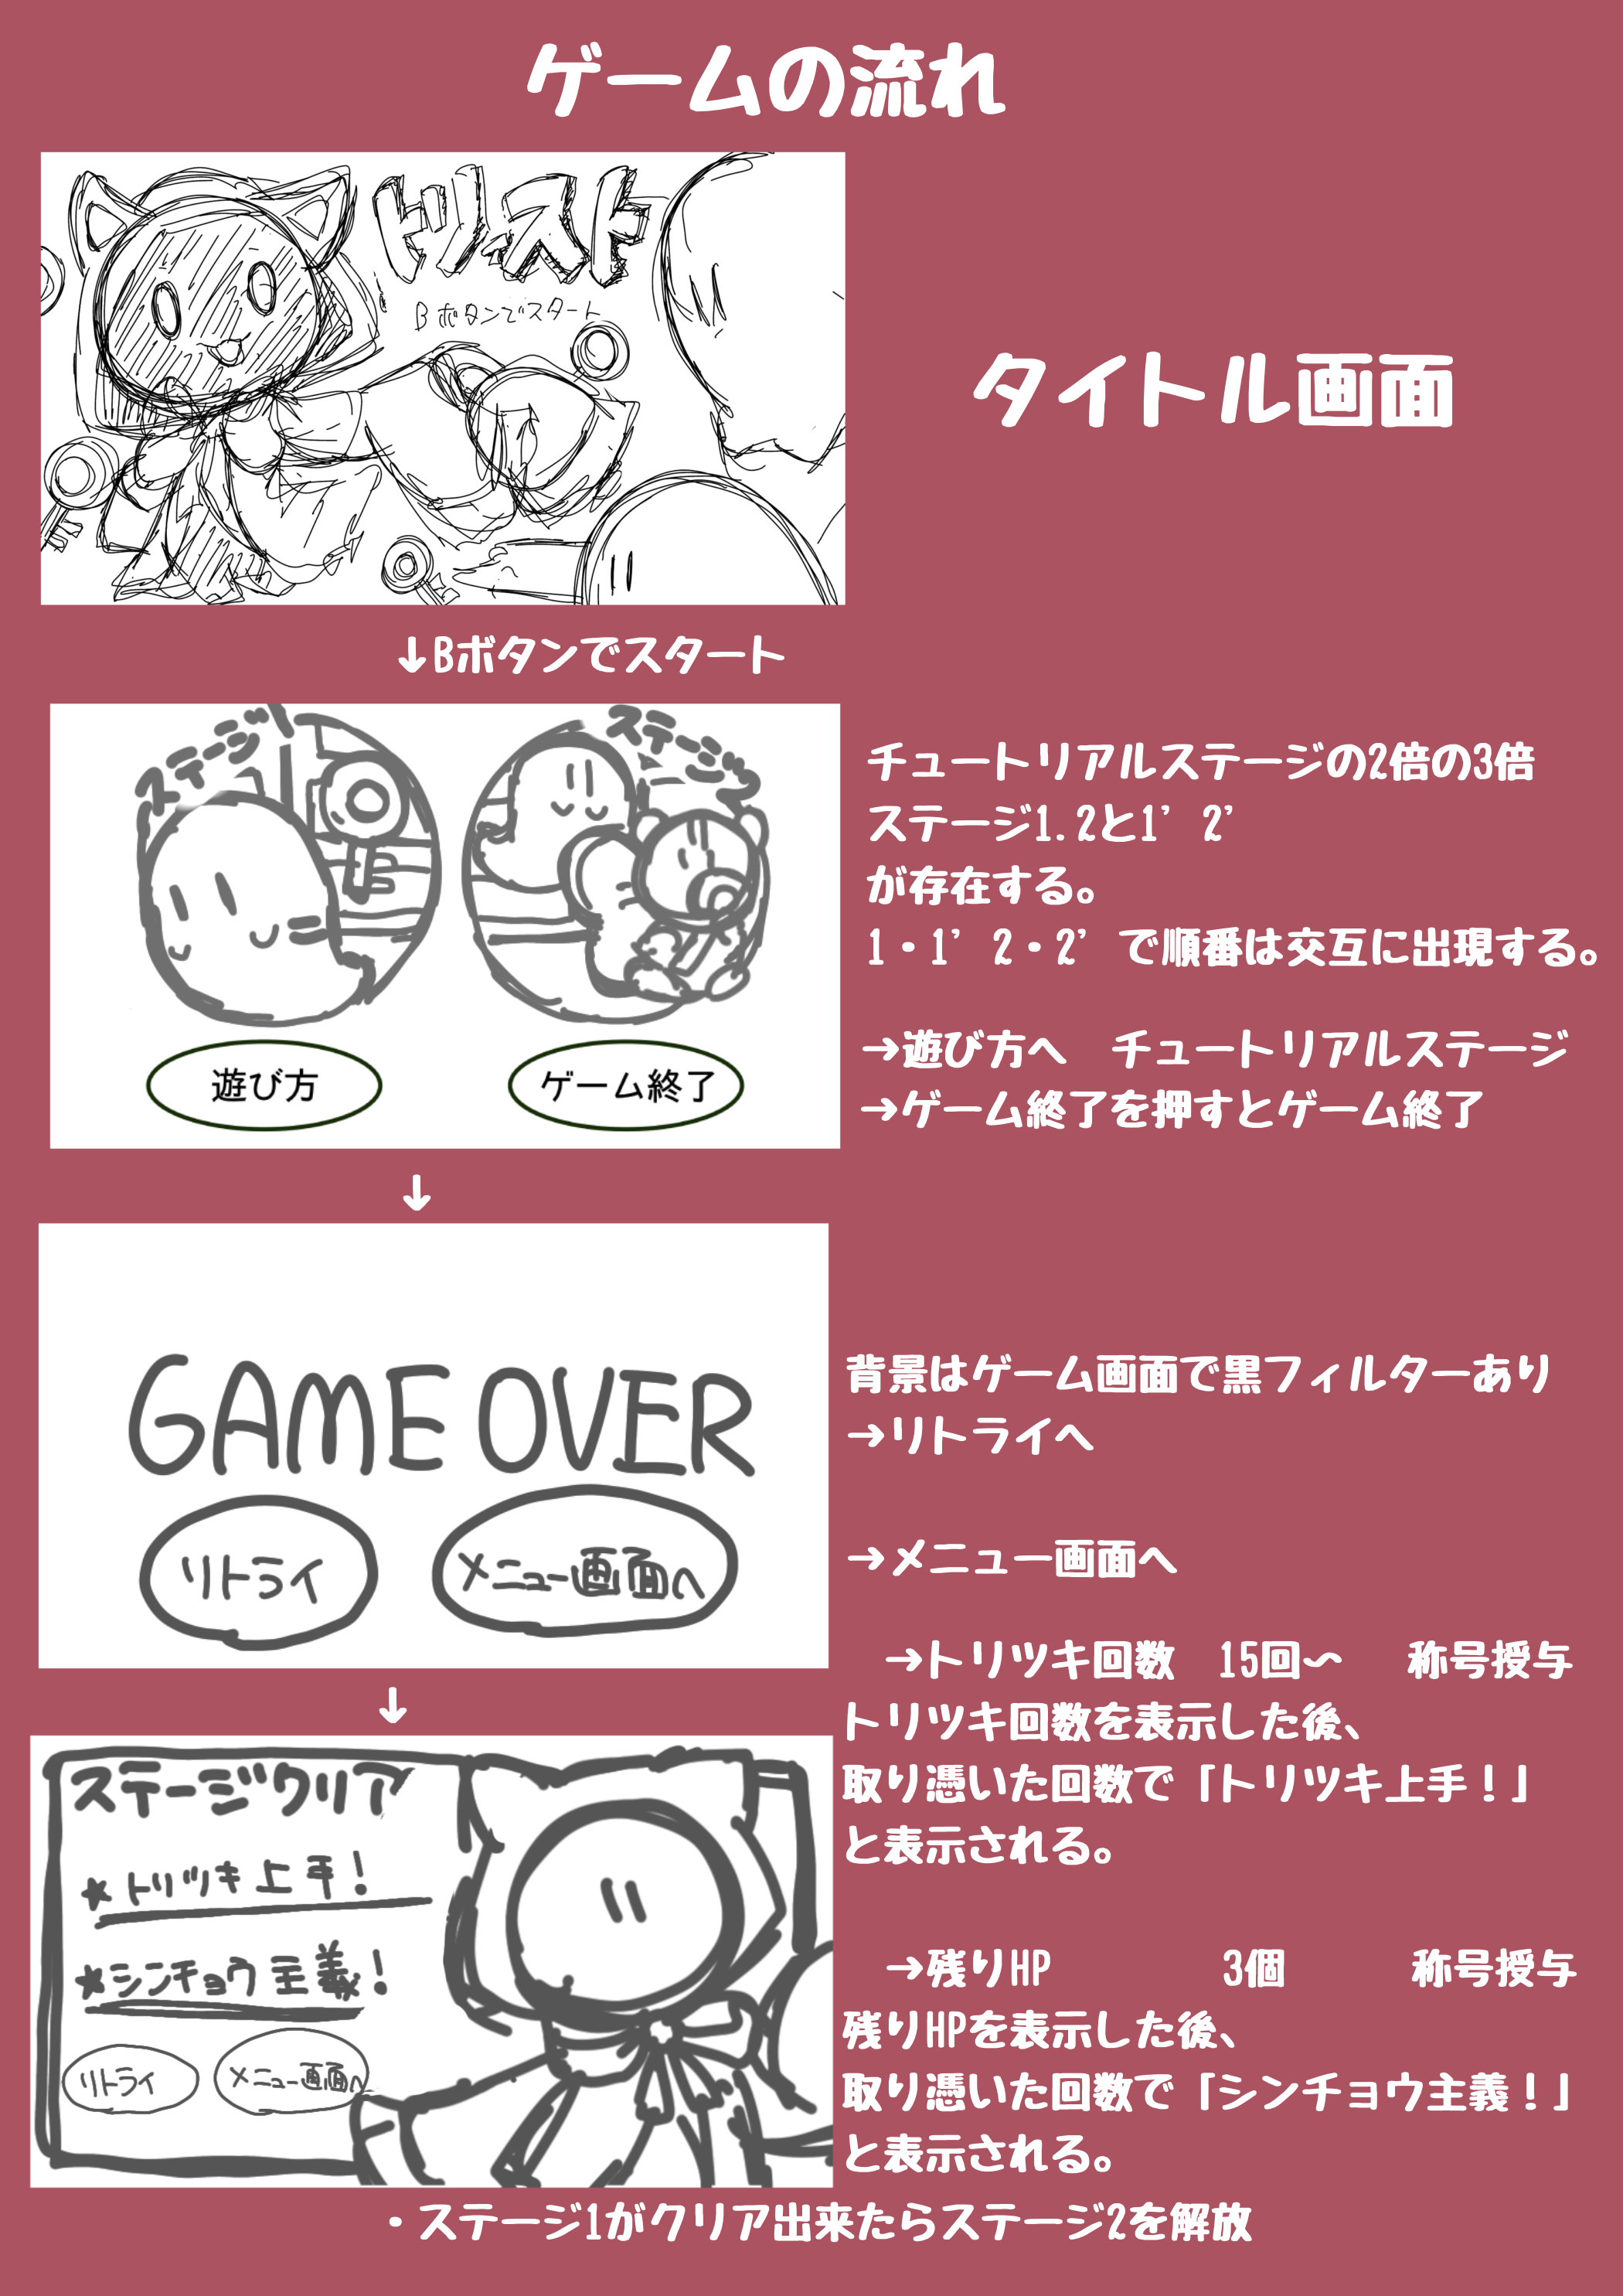 ゲームの流れ
トリ.スト
Bボタンでスタート
タイトル画面
↓Bボタンでスタート
ステージ1
ステージ2
遊び方
ゲーム終了
チュートリアルステージの2倍の3倍
ステージ1.2と1’2’
が存在する。
1・1’2・2’で順番は交互に出現する。
→遊び方へ　チュートリアルステージ
→ゲーム終了を押すとゲーム終了
↓
GAME OVER
リトライ
メニュー画面へ
背景はゲーム画面で黒フィルターあり
→リトライへ
→メニュー画面へ
↓
ステージクリア
★トリツキ上手！
★シンチョウ主義！
リトライ
メニュー画面へ
→トリツキ回数　15回～　称号授与
トリツキ回数を表示した後、
取り憑いた回数で「トリツキ上手！」
と表示される。
→残りHP　3個　称号授与
残りHPを表示した後、
取り憑いた回数で「シンチョウ主義！」
と表示される。
・ステージ1がクリア出来たらステージ2を解放